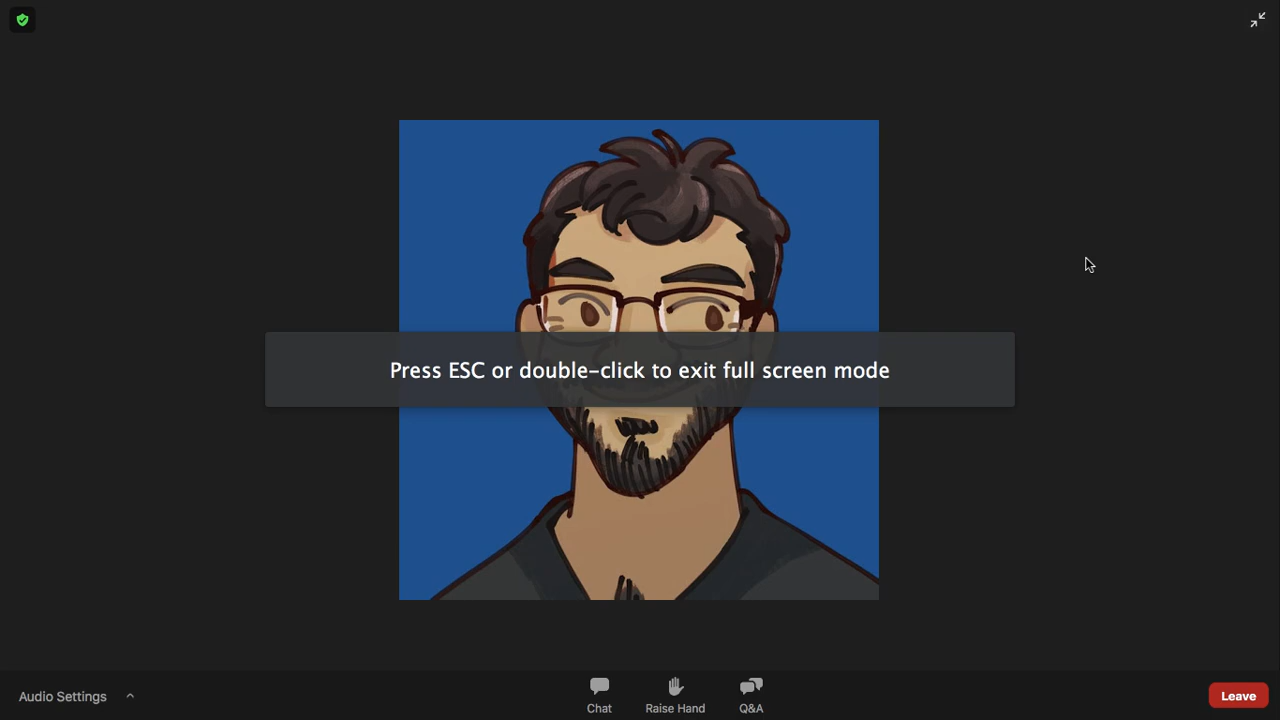 Press ESC or double-click to exit full screen mode
Audio Settings
Chat
Raise Hand
Q&A
Leave